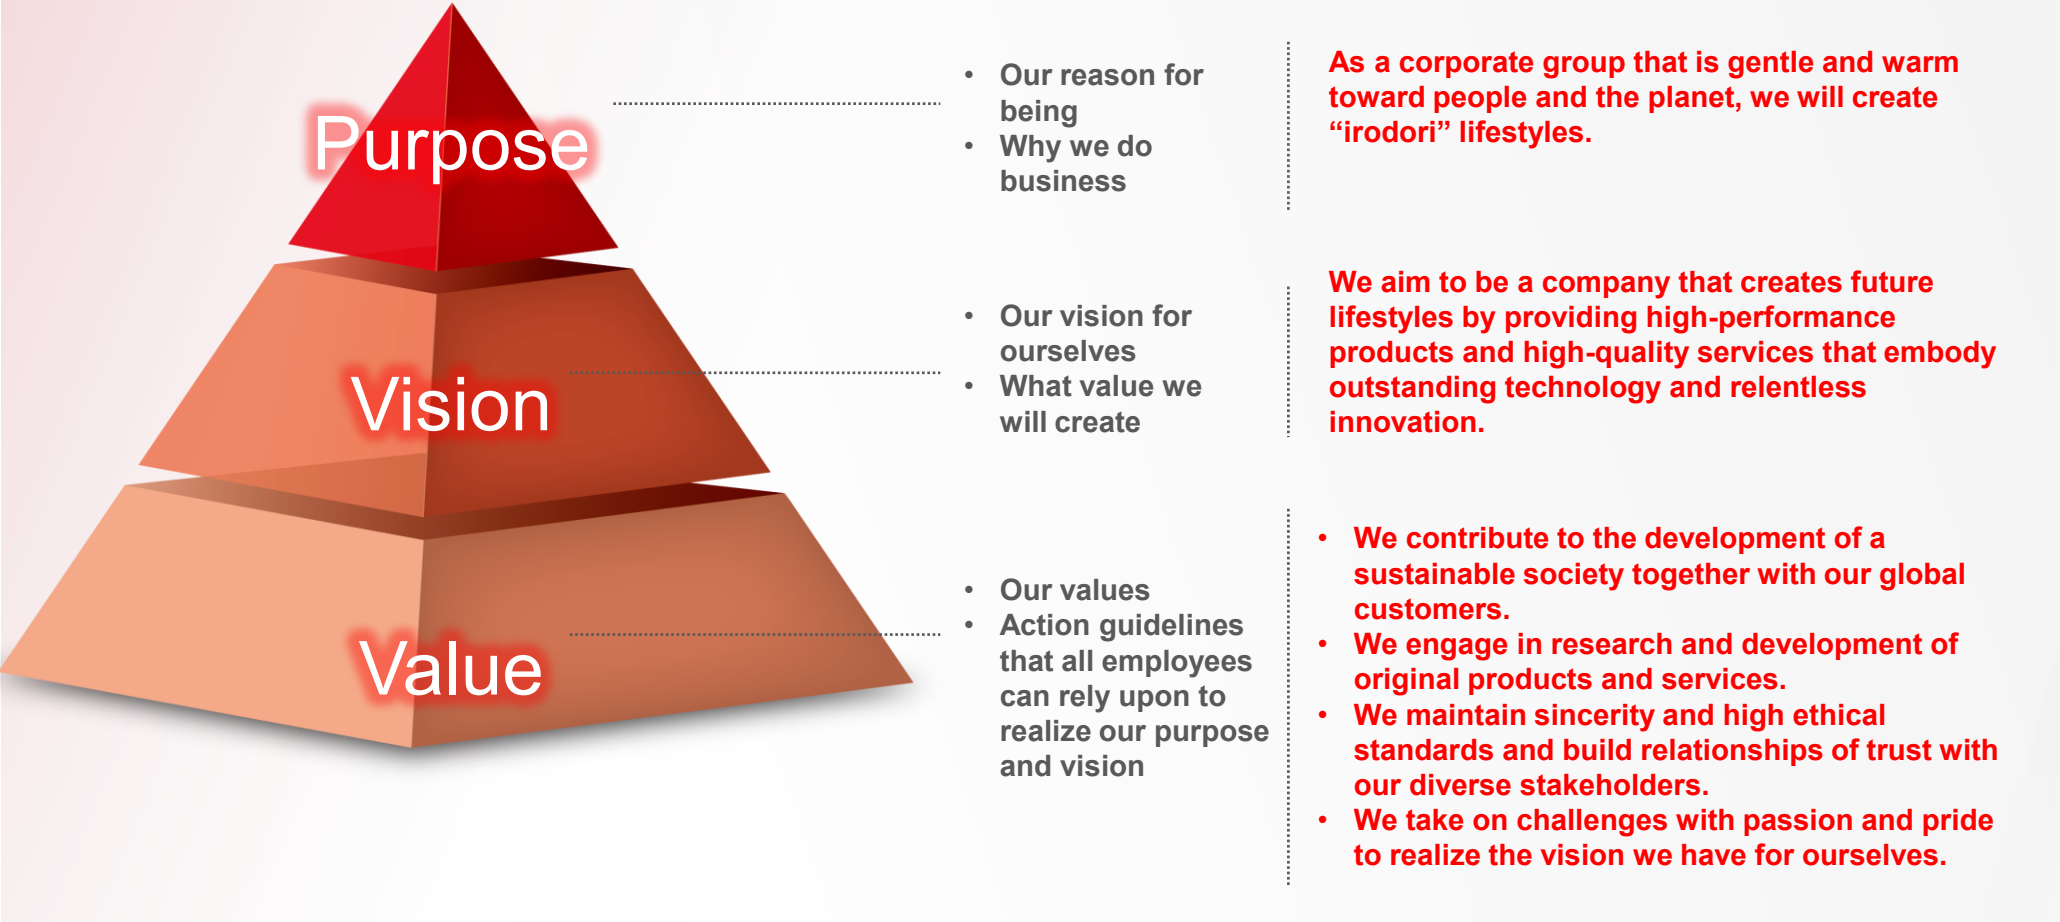 Purpose
• Our reason for
being
• Why we do
business
As a corporate group that is gentle and warm
toward people and the planet, we will create
“irodori” lifestyles.
Vision
• Our vision for
ourselves
• What value we
will create
We aim to be a company that creates future
lifestyles by providing high-performance
products and high-quality services that embody
outstanding technology and relentless
innovation.
Value
• Our values
• Action guidelines
that all employees
can rely upon to
realize our purpose
and vision
• We contribute to the development of a
sustainable society together with our global
customers.
• We engage in research and development of
original products and services.
• We maintain sincerity and high ethical
standards and build relationships of trust with
our diverse stakeholders.
• We take on challenges with passion and pride
to realize the vision we have for ourselves.